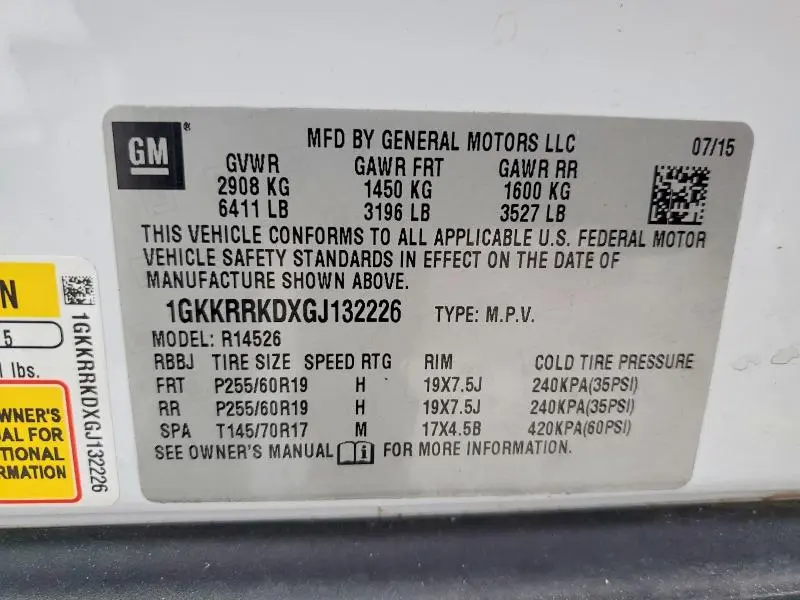 GM
®
MFD BY GENERAL MOTORS LLC
07/15
GVWR GAWR FRT GAWR RR
2908 KG 1450 KG 1600 KG
6411 LB 3196 LB 3527 LB
THIS VEHICLE CONFORMS TO ALL APPLICABLE U.S. FEDERAL MOTOR
VEHICLE SAFETY STANDARDS IN EFFECT ON THE DATE OF
MANUFACTURE SHOWN ABOVE.
1GKKRRKDXGJ132226 TYPE: M.P.V.
MODEL: R14526
RBBJ TIRE SIZE SPEED RTG RIM COLD TIRE PRESSURE
FRT P255/60R19 H 19X7.5J 240KPA(35PSI)
RR P255/60R19 H 19X7.5J 240KPA(35PSI)
SPA T145/70R17 M 17X4.5B 420KPA(60PSI)
SEE OWNER'S MANUAL i FOR MORE INFORMATION.
N
5
lbs.
WNER'S
AL FOR
TIONAL
RMATION
1GKKRRKDXGJ132226